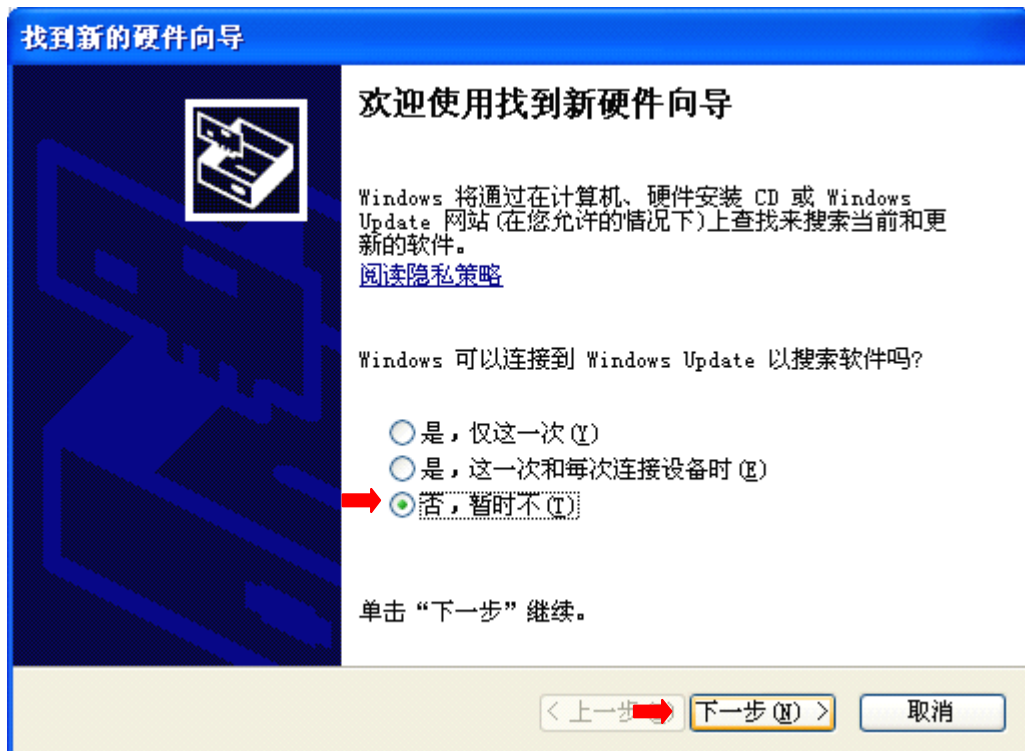 找到新的硬件向导
欢迎使用找到新硬件向导
Windows 将通过在计算机、硬件安装 CD 或 Windows
Update 网站(在您允许的情况下)上查找来搜索当前和更
新的软件。
阅读隐私策略
Windows 可以连接到 Windows Update 以搜索软件吗?
是，仅这一次(Y)
是，这一次和每次连接设备时(E)
否，暂时不(T)
单击“下一步”继续。
< 上一步
下一步(N) >
取消